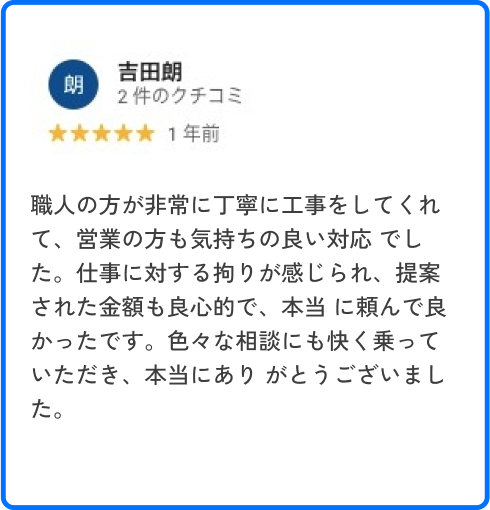 朗
吉田朗
2 件のクチコミ
★★★★★ 1 年前
職人の方が非常に丁寧に工事をしてくれ
て、営業の方も気持ちの良い対応 でし
た。仕事に対する拘りが感じられ、提案
された金額も良心的で、本当 に頼んで良
かったです。色々な相談にも快く乗って
いただき、本当にあり がとうございまし
た。